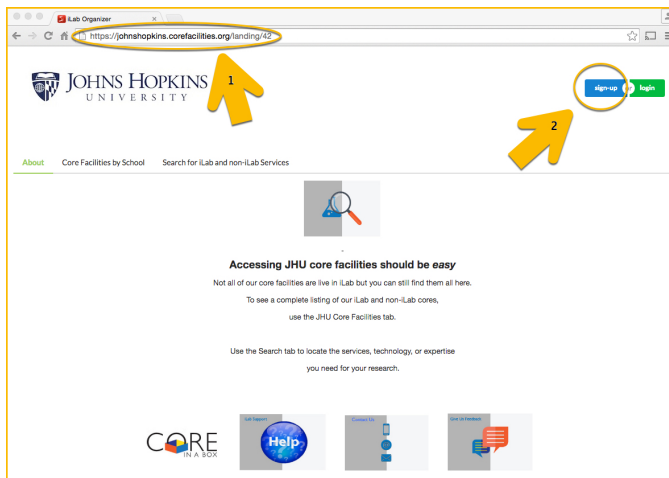 iLab Organizer
https://johnshopkins.corefacilities.org/landing/42
JOHNS HOPKINS
UNIVERSITY
1
sign-up
or
login
2
About Core Facilities by School Search for iLab and non-iLab Services
Accessing JHU core facilities should be easy
Not all of our core facilities are live in iLab but you can still find them all here.
To see a complete listing of our iLab and non-iLab cores,
use the JHU Core Facilities tab.
Use the Search tab to locate the services, technology, or expertise
you need for your research.
CORE
IN A BOX
iLab Support
Help
Contact Us
Give Us Feedback